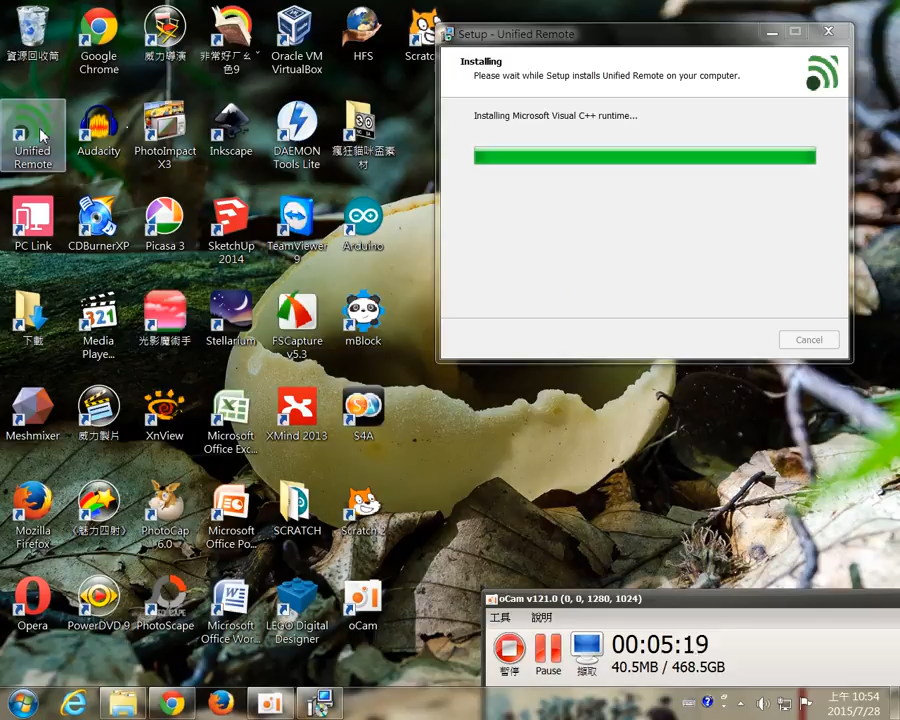 資源回收筒
Google
Chrome
威力導演
非常好ㄏㄠˇ
色9
Oracle VM
VirtualBox
HFS
Scratc
Unified
Remote
Audacity
PhotoImpact
X3
Inkscape
DAEMON
Tools Lite
瘋狂貓咪盃素
材
PC Link
CDBurnerXP
Picasa 3
SketchUp
2014
TeamViewer
9
Arduino
下載
Media
Playe...
光影魔術手
Stellarium
FSCapture
v5.3
mBlock
Meshmixer
威力製片
XnView
Microsoft
Office Exc...
XMind 2013
S4A
Mozilla
Firefox
〈魅力四射〉
PhotoCap
6.0
Microsoft
Office Po...
SCRATCH
Scratch 2
Opera
PowerDVD 9
PhotoScape
Microsoft
Office Wor...
LEGO Digital
Designer
oCam
Setup - Unified Remote
Installing
Please wait while Setup installs Unified Remote on your computer.
Installing Microsoft Visual C++ runtime...
Cancel
oCam v121.0 (0, 0, 1280, 1024)
工具 說明
暫停 Pause 擷取
00:05:19
40.5MB / 468.5GB
上午 10:54
2015/7/28